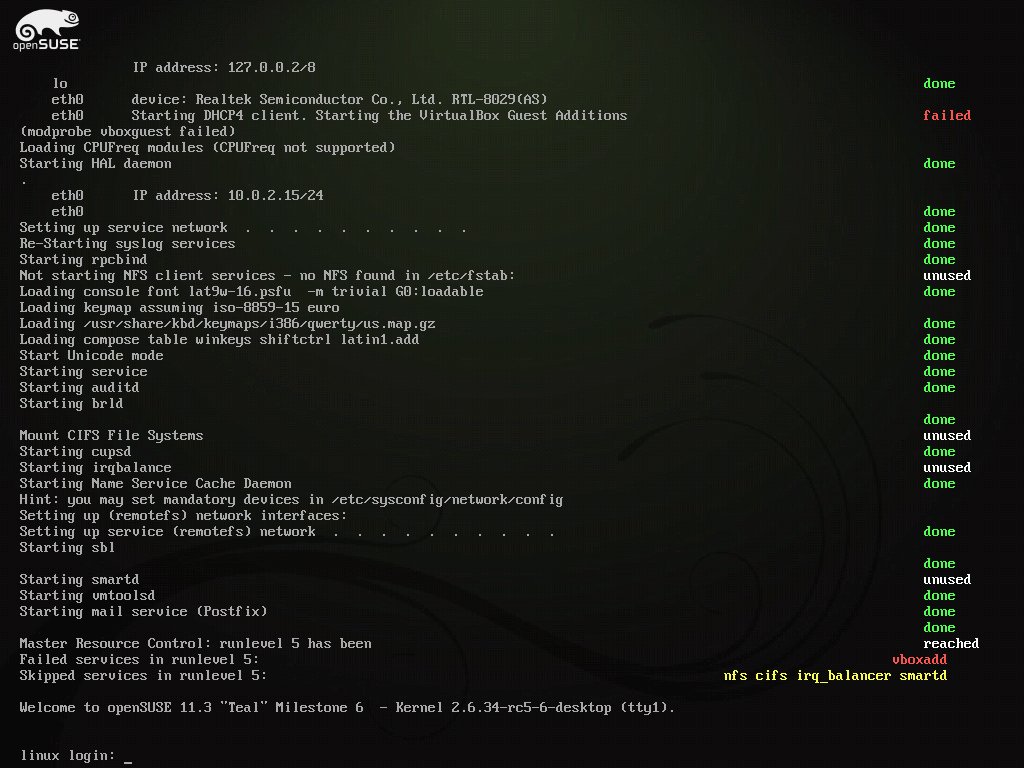 openSUSE
IP address: 127.0.0.2/8
lo done
eth0 device: Realtek Semiconductor Co., Ltd. RTL-8029(AS)
eth0 Starting DHCP4 client. Starting the VirtualBox Guest Additions failed
(modprobe vboxguest failed)
Loading CPUFreq modules (CPUFreq not supported)
Starting HAL daemon done
.
eth0 IP address: 10.0.2.15/24
eth0 done
Setting up service network . . . . . . . . . . done
Re-Starting syslog services done
Starting rpcbind done
Not starting NFS client services - no NFS found in /etc/fstab: unused
Loading console font lat9w-16.psfu -m trivial G0:loadable done
Loading keymap assuming iso-8859-15 euro
Loading /usr/share/kbd/keymaps/i386/qwerty/us.map.gz done
Loading compose table winkeys shiftctrl latin1.add done
Start Unicode mode done
Starting service done
Starting auditd done
Starting brld
done
Mount CIFS File Systems unused
Starting cupsd done
Starting irqbalance unused
Starting Name Service Cache Daemon done
Hint: you may set mandatory devices in /etc/sysconfig/network/config
Setting up (remotefs) network interfaces:
Setting up service (remotefs) network . . . . . . . . . . done
Starting sbl
done
Starting smartd unused
Starting vmtoolsd done
Starting mail service (Postfix) done
done
Master Resource Control: runlevel 5 has been reached
Failed services in runlevel 5: vboxadd
Skipped services in runlevel 5: nfs cifs irq_balancer smartd
Welcome to openSUSE 11.3 "Teal" Milestone 6 - Kernel 2.6.34-rc5-6-desktop (tty1).
linux login: _